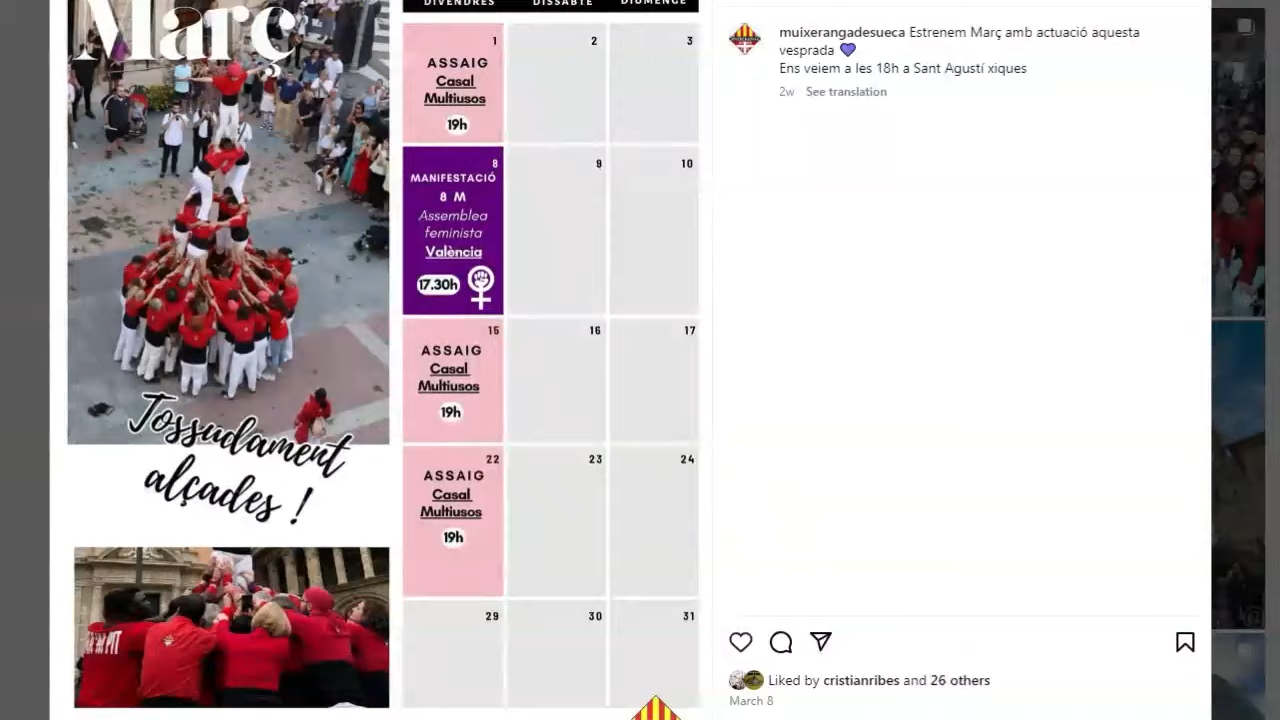 Març
DIVENDRES
DISSABTE
DIUMENGE
1
ASSAIG
Casal
Multiusos
19h
2
3
8
MANIFESTACIÓ
8 M
Assemblea
feminista
València
17.30h
9
10
15
ASSAIG
Casal
Multiusos
19h
16
17
22
ASSAIG
Casal
Multiusos
19h
23
24
29
30
31
Tossudament
alçades !
muixerangadesueca Estrenem Març amb actuació aquesta
vesprada 💜
Ens veiem a les 18h a Sant Agustí xiques
2w See translation
Liked by cristianribes and 26 others
March 8